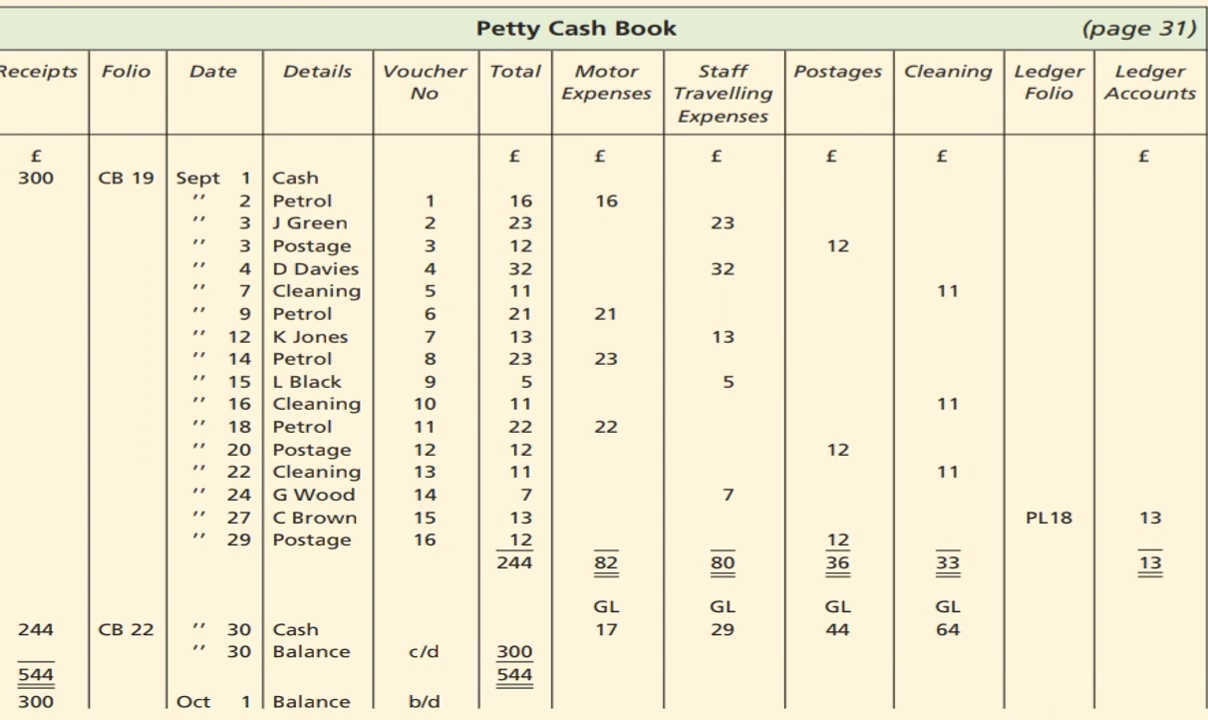 Petty Cash Book (page 31)
Receipts Folio Date Details Voucher No Total Motor Expenses Staff Travelling Expenses Postages Cleaning Ledger Folio Ledger Accounts
£ £ £ £ £ £ £
300 CB 19 Sept 1 Cash
″ 2 Petrol 1 16 16
″ 3 J Green 2 23 23
″ 3 Postage 3 12 12
″ 4 D Davies 4 32 32
″ 7 Cleaning 5 11 11
″ 9 Petrol 6 21 21
″ 12 K Jones 7 13 13
″ 14 Petrol 8 23 23
″ 15 L Black 9 5 5
″ 16 Cleaning 10 11 11
″ 18 Petrol 11 22 22
″ 20 Postage 12 12 12
″ 22 Cleaning 13 11 11
″ 24 G Wood 14 7 7
″ 27 C Brown 15 13 PL18 13
″ 29 Postage 16 12 12
244 82 80 36 33 13
GL GL GL GL
244 CB 22 ″ 30 Cash 17 29 44 64
″ 30 Balance c/d 300
544 544
300 Oct 1 Balance b/d